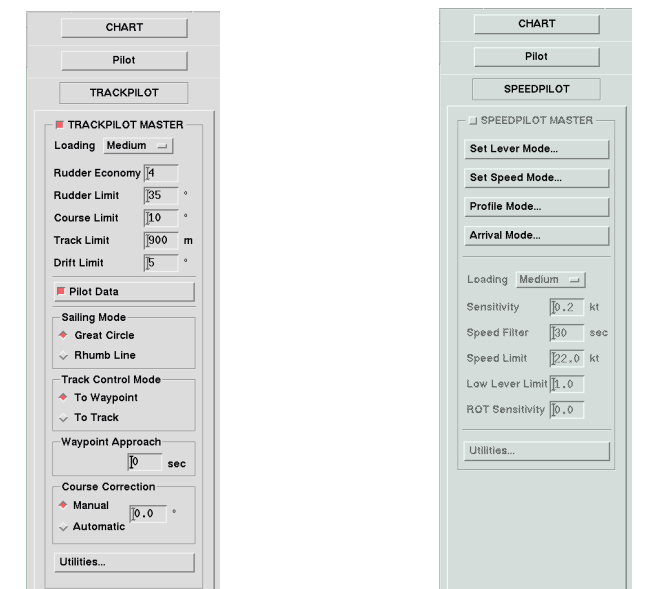 CHART
Pilot
TRACKPILOT
TRACKPILOT MASTER
Loading Medium
Rudder Economy 4
Rudder Limit 35 °
Course Limit 10 °
Track Limit 900 m
Drift Limit 5 °
Pilot Data
Sailing Mode
Great Circle
Rhumb Line
Track Control Mode
To Waypoint
To Track
Waypoint Approach
0 sec
Course Correction
Manual
0.0 °
Automatic
Utilities...
CHART
Pilot
SPEEDPILOT
SPEEDPILOT MASTER
Set Lever Mode...
Set Speed Mode...
Profile Mode...
Arrival Mode...
Loading Medium
Sensitivity 0.2 kt
Speed Filter 30 sec
Speed Limit 22.0 kt
Low Lever Limit 1.0
ROT Sensitivity 0.0
Utilities...